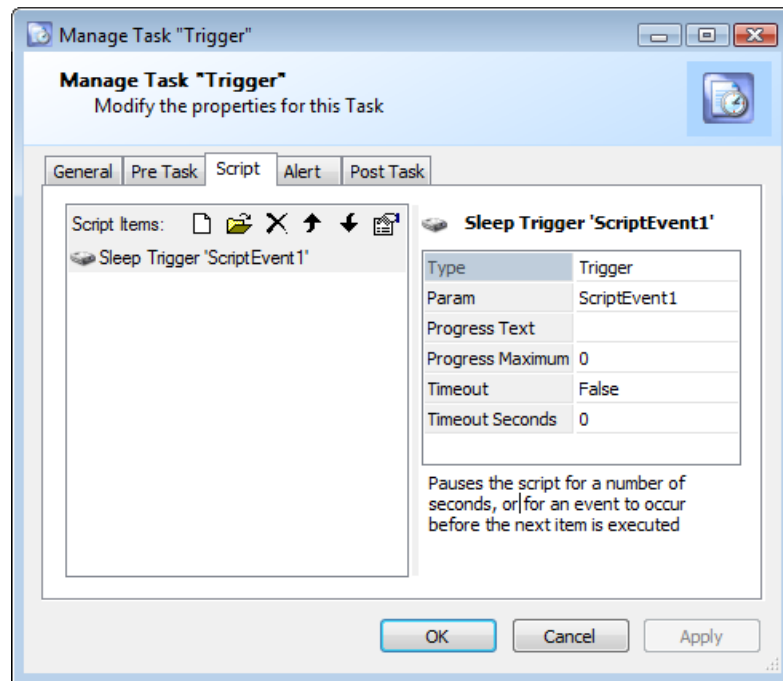 Manage Task "Trigger"
Manage Task "Trigger"
Modify the properties for this Task
General Pre Task Script Alert Post Task
Script Items:
Sleep Trigger 'ScriptEvent1'
Sleep Trigger 'ScriptEvent1'
Type Trigger
Param ScriptEvent1
Progress Text
Progress Maximum 0
Timeout False
Timeout Seconds 0
Pauses the script for a number of
seconds, or for an event to occur
before the next item is executed
OK Cancel Apply